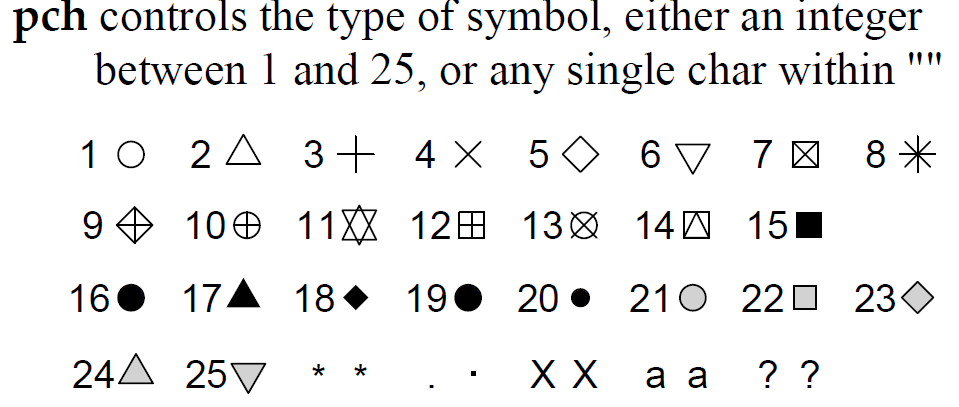 pch controls the type of symbol, either an integer
between 1 and 25, or any single char within ""
1 2 3 4 5 6 7 8
9 10 11 12 13 14 15
16 17 18 19 20 21 22 23
24 25 * * . . X X a a ? ?